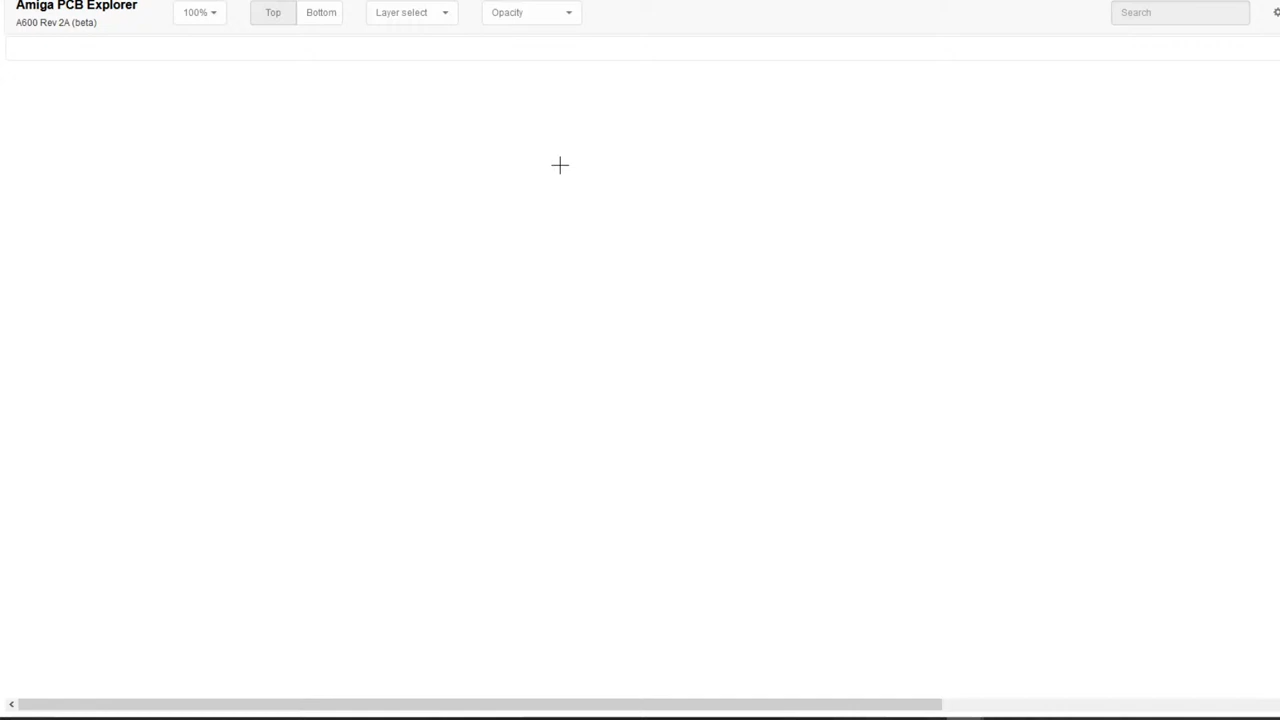 Amiga PCB Explorer
A600 Rev 2A (beta)
100%
Top
Bottom
Layer select
Opacity
Search